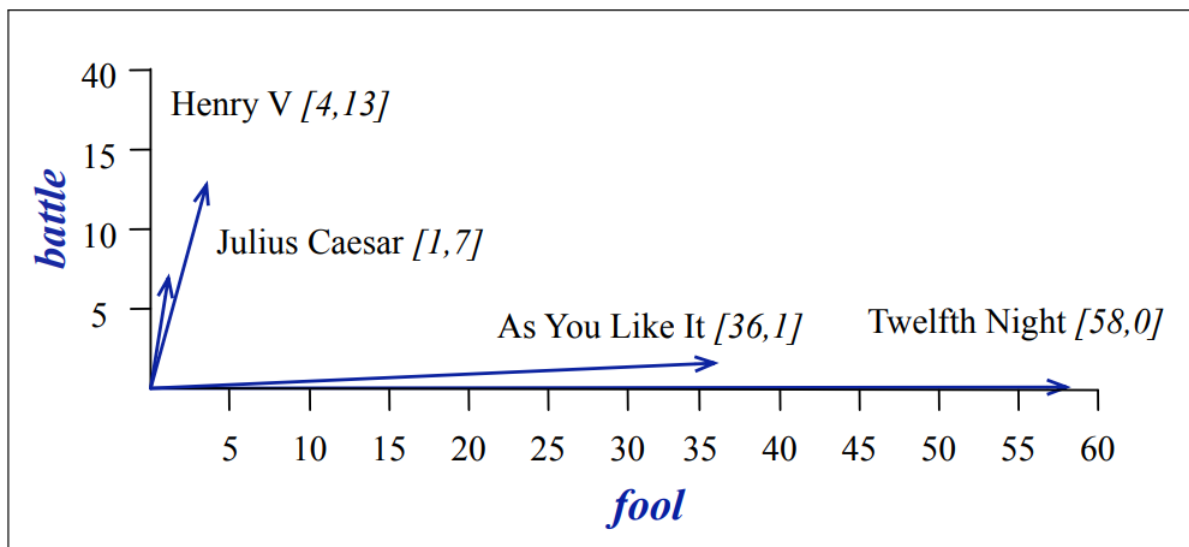 40
Henry V [4,13]
15
battle
10
Julius Caesar [1,7]
5
As You Like It [36,1]
Twelfth Night [58,0]
5 10 15 20 25 30 35 40 45 50 55 60
fool